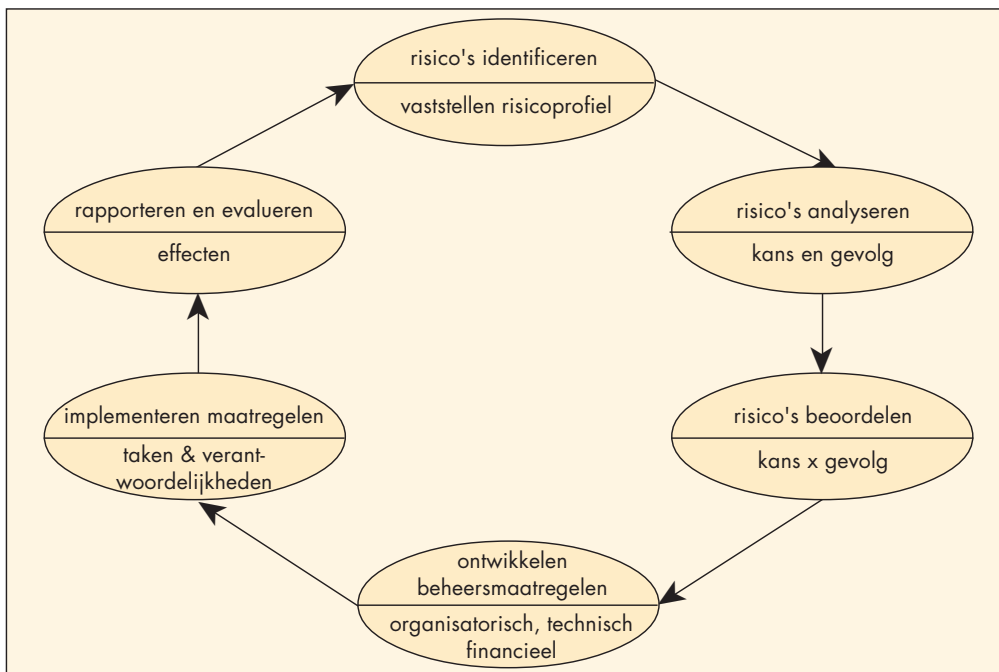 risico's identificeren
vaststellen risicoprofiel
risico's analyseren
kans en gevolg
risico's beoordelen
kans x gevolg
ontwikkelen
beheersmaatregelen
organisatorisch, technisch
financieel
implementeren maatregelen
taken & verant-
woordelijkheden
rapporteren en evalueren
effecten